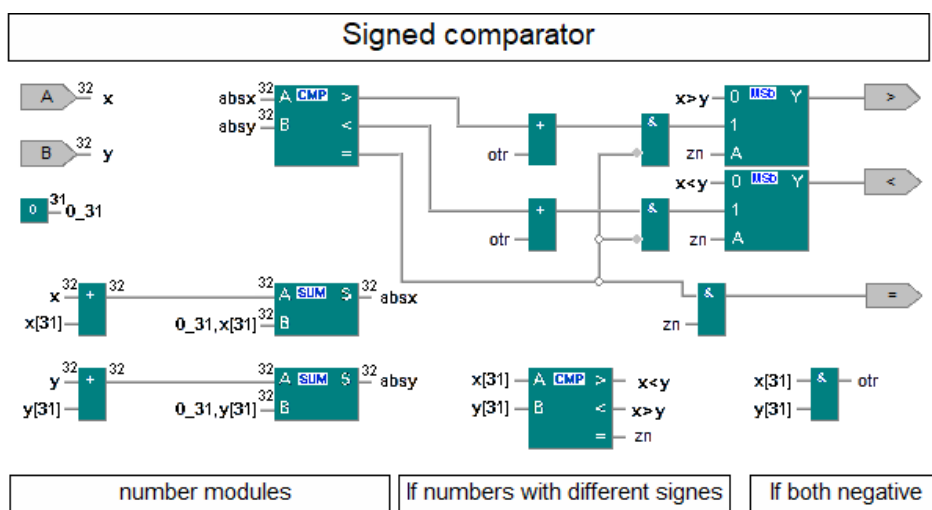 Signed comparator
A 32 x
B 32 y
0 31 0_31
absx 32 A CMP >
absy 32 B <
=
+
otr
&
x>y 0 MSb Y >
1
zn A
x<y 0 MSb Y <
+
otr
&
1
zn A
& =
zn
x 32 + 32 32 A SUM S 32 absx
x[31] 0_31,x[31] 32 B
y 32 + 32 32 A SUM S 32 absy
y[31] 0_31,y[31] 32 B
x[31] A CMP > x<y
y[31] B < x>y
= zn
x[31] & otr
y[31]
number modules
If numbers with different signes
If both negative